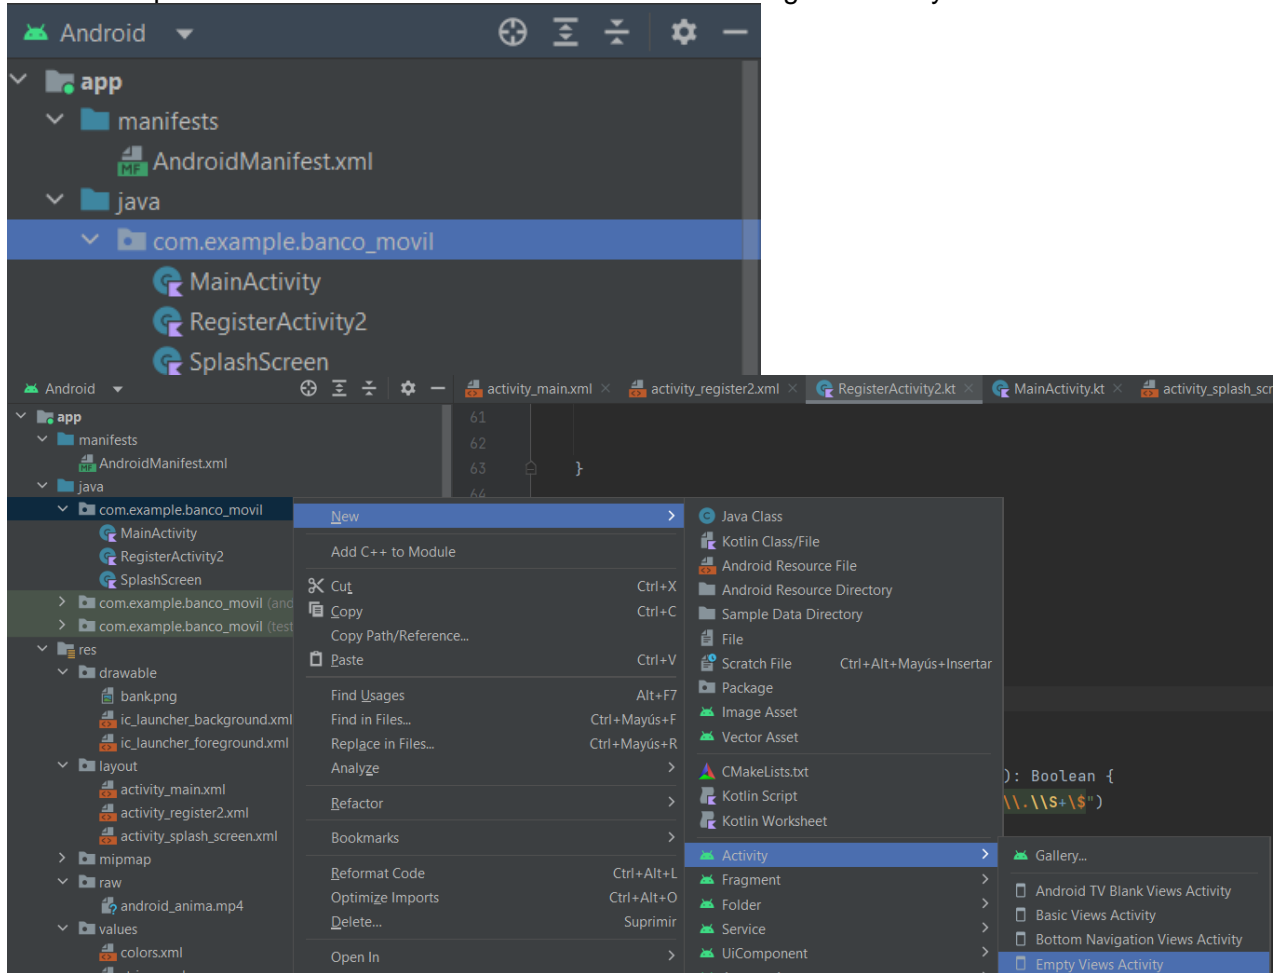 Android
app
manifests
MF
AndroidManifest.xml
java
com.example.banco_movil
MainActivity
RegisterActivity2
SplashScreen
Android
activity_main.xml
activity_register2.xml
RegisterActivity2.kt
MainActivity.kt
activity_splash_scr
app
manifests
MF
AndroidManifest.xml
java
com.example.banco_movil
MainActivity
RegisterActivity2
SplashScreen
com.example.banco_movil (and
com.example.banco_movil (test
res
drawable
bank.png
ic_launcher_background.xml
ic_launcher_foreground.xml
layout
activity_main.xml
activity_register2.xml
activity_splash_screen.xml
mipmap
raw
android_anima.mp4
values
colors.xml
61
62
63 }
64
): Boolean {
\\.\\S+\$")
New
Add C++ to Module
Cut Ctrl+X
Copy Ctrl+C
Copy Path/Reference...
Paste Ctrl+V
Find Usages Alt+F7
Find in Files... Ctrl+Mayús+F
Replace in Files... Ctrl+Mayús+R
Analyze
Refactor
Bookmarks
Reformat Code Ctrl+Alt+L
Optimize Imports Ctrl+Alt+O
Delete... Suprimir
Open In
Java Class
Kotlin Class/File
Android Resource File
Android Resource Directory
Sample Data Directory
File
Scratch File Ctrl+Alt+Mayús+Insertar
Package
Image Asset
Vector Asset
CMakeLists.txt
Kotlin Script
Kotlin Worksheet
Activity
Fragment
Folder
Service
UiComponent
Gallery...
Android TV Blank Views Activity
Basic Views Activity
Bottom Navigation Views Activity
Empty Views Activity